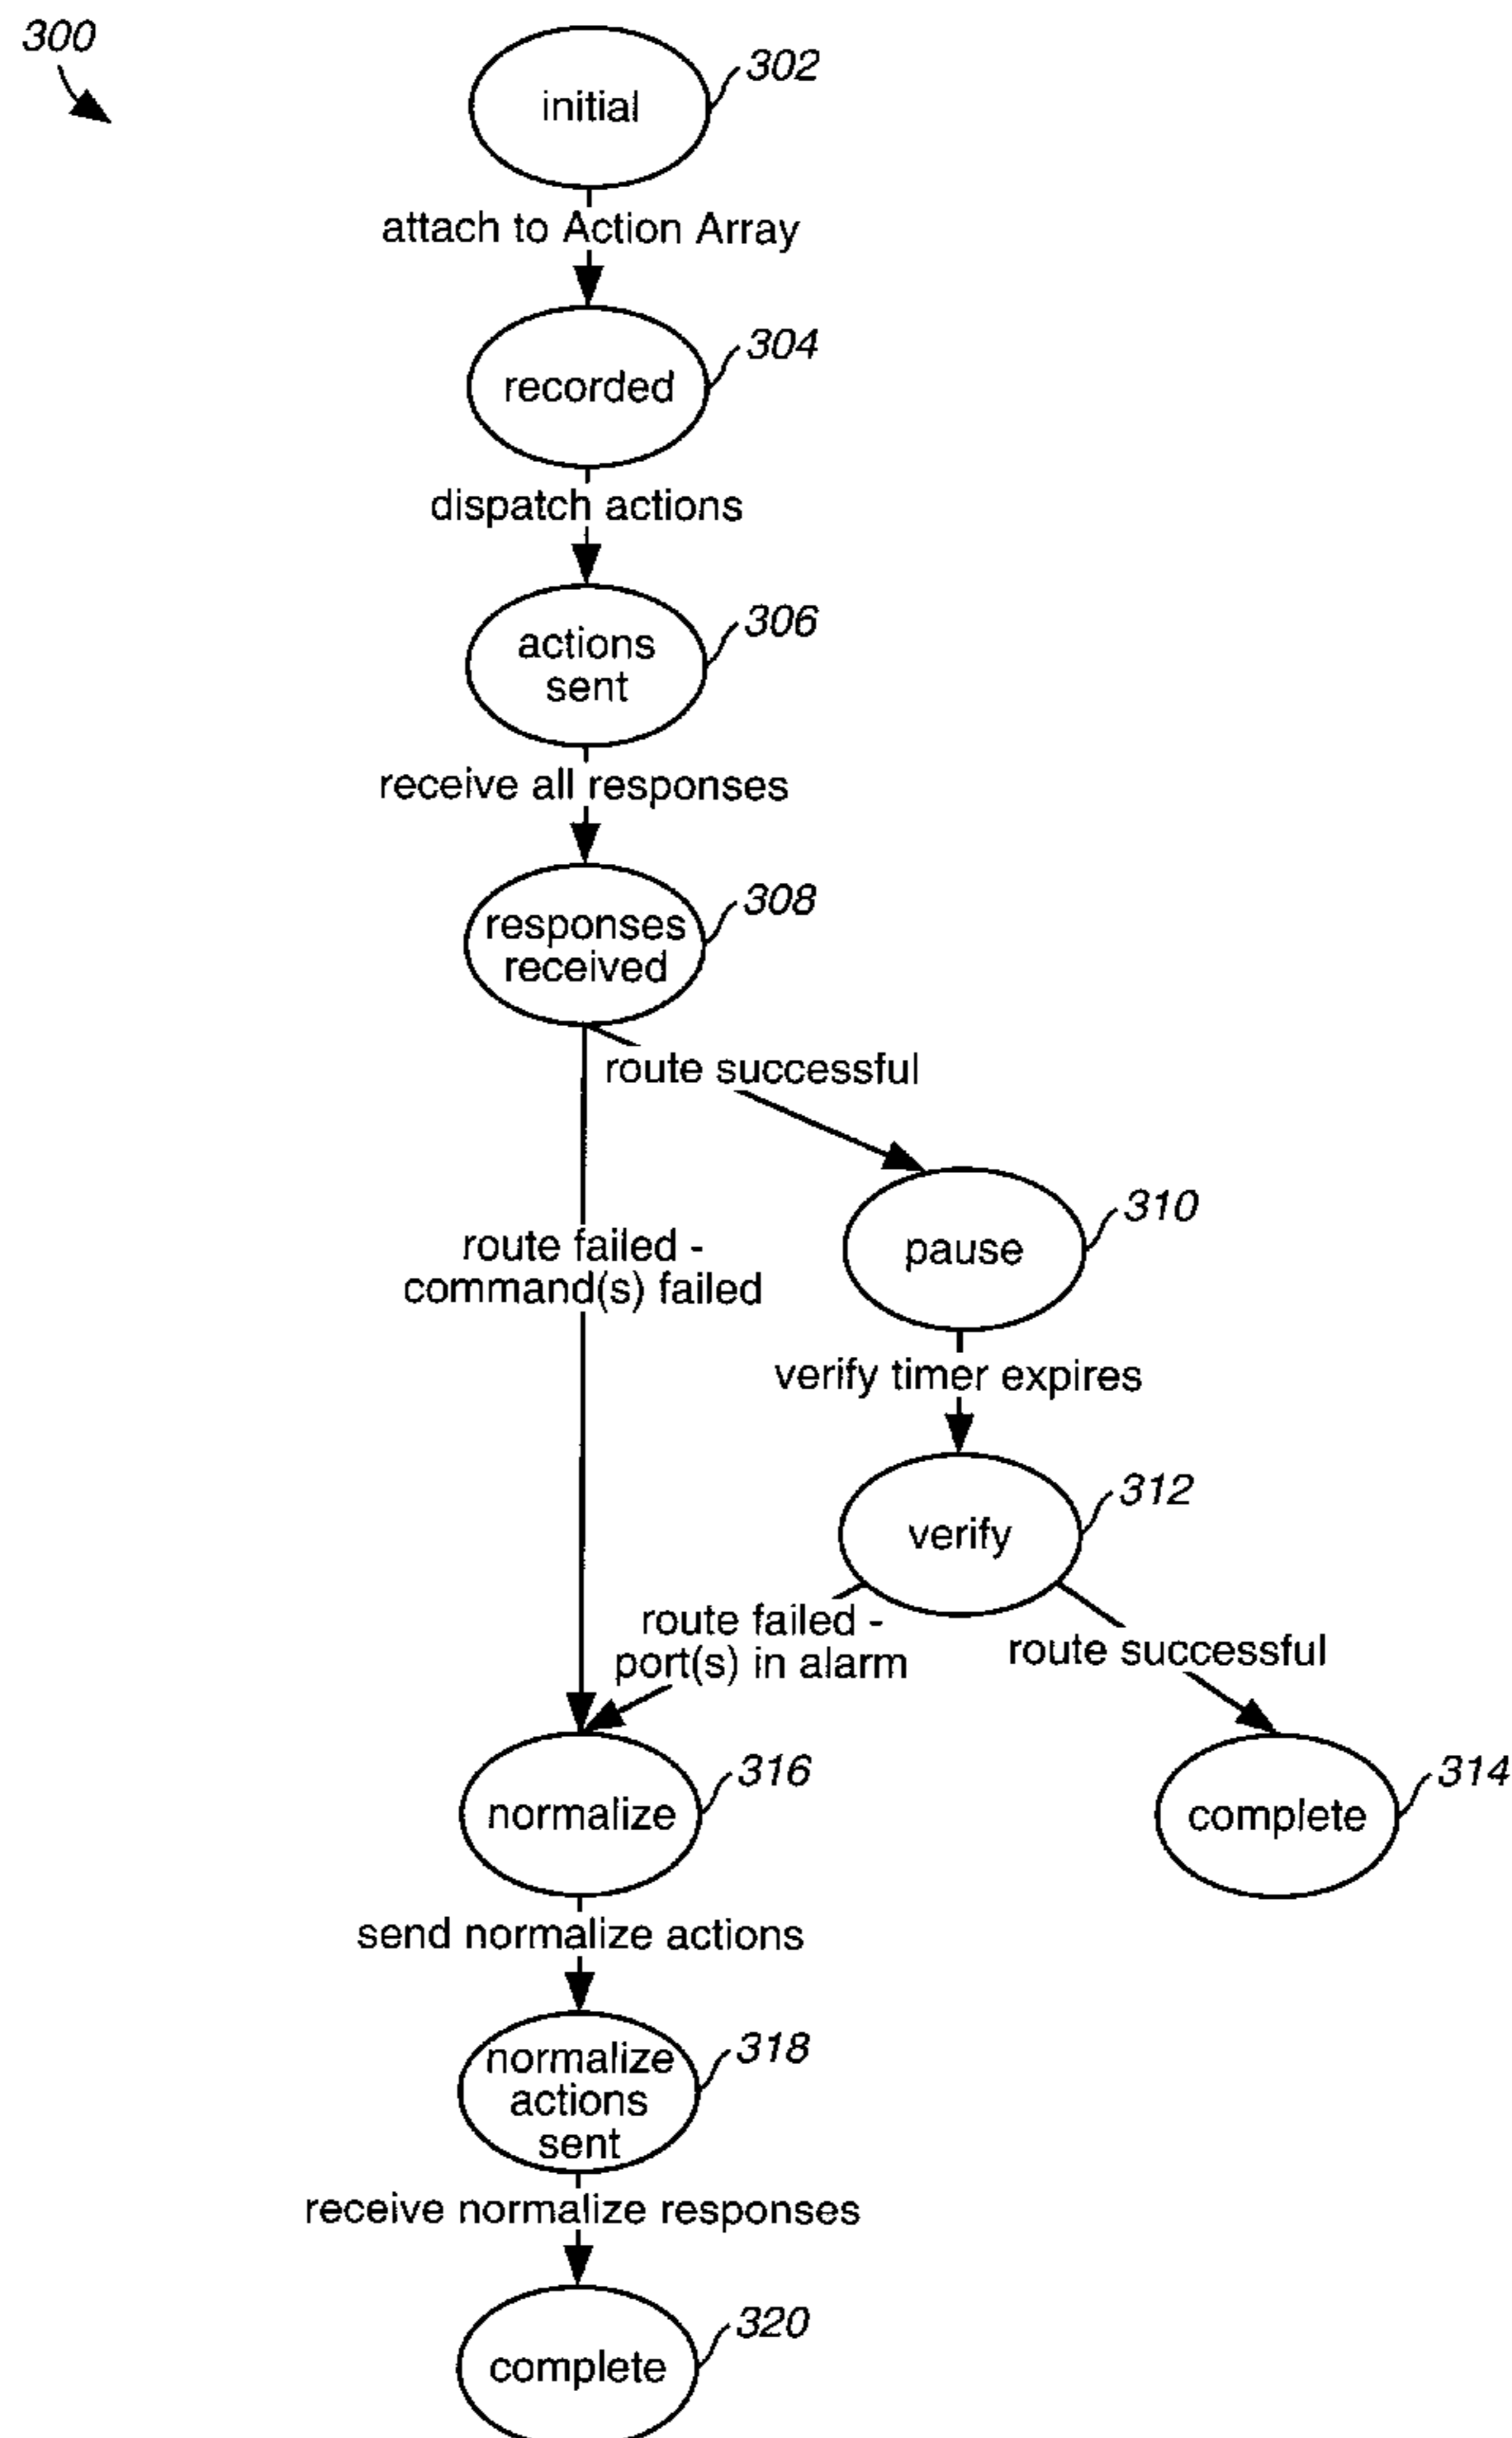 300
302
initial
attach to Action Array
304
recorded
dispatch actions
306
actions
sent
receive all responses
308
responses
received
route successful
310
pause
route failed -
command(s) failed
verify timer expires
312
verify
route failed -
port(s) in alarm
route successful
316
normalize
314
complete
send normalize actions
318
normalize
actions
sent
receive normalize responses
320
complete